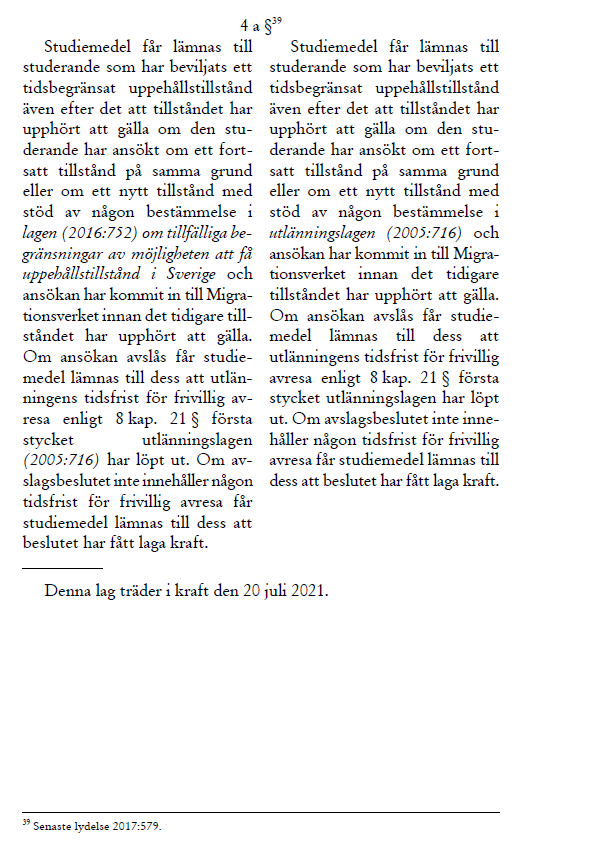 4 a §39
Studiemedel får lämnas till
studerande som har beviljats ett
tidsbegränsat uppehållstillstånd
även efter det att tillståndet har
upphört att gälla om den stu-
derande har ansökt om ett fort-
satt tillstånd på samma grund
eller om ett nytt tillstånd med
stöd av någon bestämmelse i
lagen (2016:752) om tillfälliga be-
gränsningar av möjligheten att få
uppehållstillstånd i Sverige och
ansökan har kommit in till Migra-
tionsverket innan det tidigare till-
ståndet har upphört att gälla.
Om ansökan avslås får studie-
medel lämnas till dess att utlän-
ningens tidsfrist för frivillig av-
resa enligt 8 kap. 21 § första
stycket utlänningslagen
(2005:716) har löpt ut. Om av-
slagsbeslutet inte innehåller någon
tidsfrist för frivillig avresa får
studiemedel lämnas till dess att
beslutet har fått laga kraft.
Studiemedel får lämnas till
studerande som har beviljats ett
tidsbegränsat uppehållstillstånd
även efter det att tillståndet har
upphört att gälla om den stu-
derande har ansökt om ett fort-
satt tillstånd på samma grund
eller om ett nytt tillstånd med
stöd av någon bestämmelse i
utlänningslagen (2005:716) och
ansökan har kommit in till Migra-
tionsverket innan det tidigare
tillståndet har upphört att gälla.
Om ansökan avslås får studie-
medel lämnas till dess att
utlänningens tidsfrist för frivillig
avresa enligt 8 kap. 21 § första
stycket utlänningslagen har löpt
ut. Om avslagsbeslutet inte inne-
håller någon tidsfrist för frivillig
avresa får studiemedel lämnas till
dess att beslutet har fått laga kraft.
Denna lag träder i kraft den 20 juli 2021.
39 Senaste lydelse 2017:579.